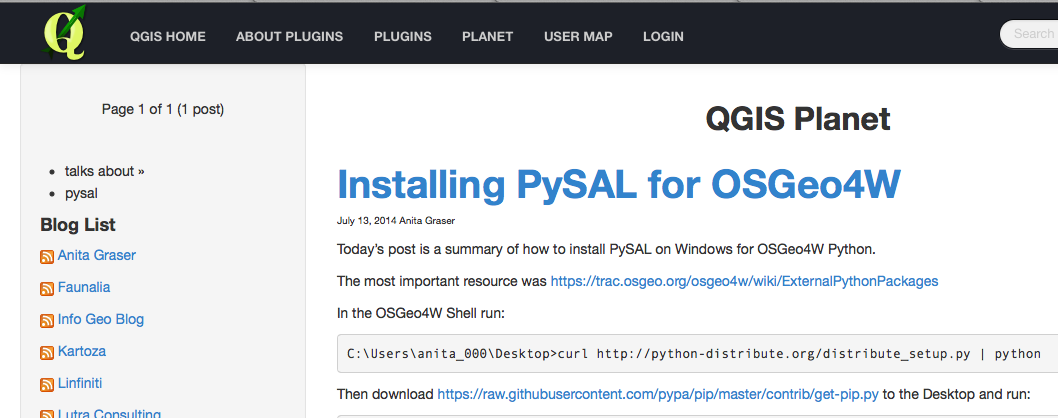 QGIS HOME ABOUT PLUGINS PLUGINS PLANET USER MAP LOGIN Search
Page 1 of 1 (1 post)
talks about »
pysal
Blog List
Anita Graser
Faunalia
Info Geo Blog
Kartoza
Linfiniti
Lutra Consulting
QGIS Planet
Installing PySAL for OSGeo4W
July 13, 2014 Anita Graser
Today's post is a summary of how to install PySAL on Windows for OSGeo4W Python.
The most important resource was https://trac.osgeo.org/osgeo4w/wiki/ExternalPythonPackages
In the OSGeo4W Shell run:
C:\Users\anita_000\Desktop>curl http://python-distribute.org/distribute_setup.py | python
Then download https://raw.githubusercontent.com/pypa/pip/master/contrib/get-pip.py to the Desktop and run: